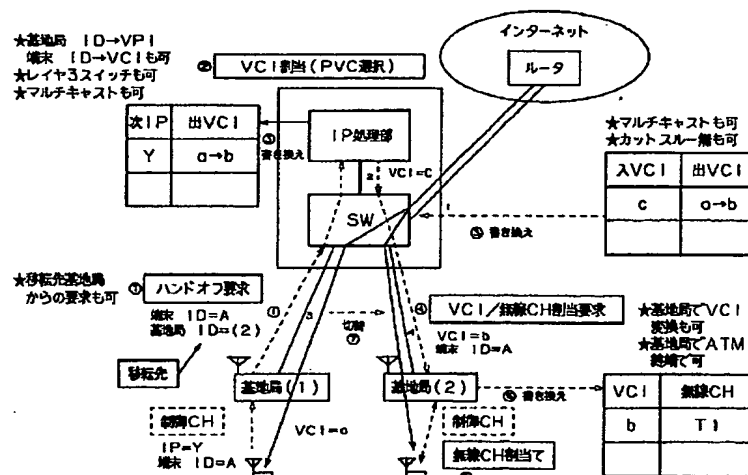 インターネット
ルータ
★基地局 ID→VPI
端末 ID→VCIも可
★レイヤ3スイッチも可
★マルチキャストも可
② VCI割当(PVC選択)
次IP 出VCI
Y a→b
③
書き換え
IP処理部
2
VCI=C
SW
1
★マルチキャストも可
★カットスルー網も可
入VCI 出VCI
c a→b
⑤ 書き換え
★移転先基地局
からの要求も可
① ハンドオフ要求
端末 ID=A
基地局 ID=(2)
①
3
切替
⑦
④ VCI/無線CH割当要求
VCI=b
端末 ID=A
★基地局でVCI
変換も可
★基地局でATM
終端で可
移転先
基地局(1)
基地局(2)
書き換え
VCI 無線CH
b T1
制御CH
VCI=a
IP=Y
端末 ID=A
制御CH
無線CH割当て